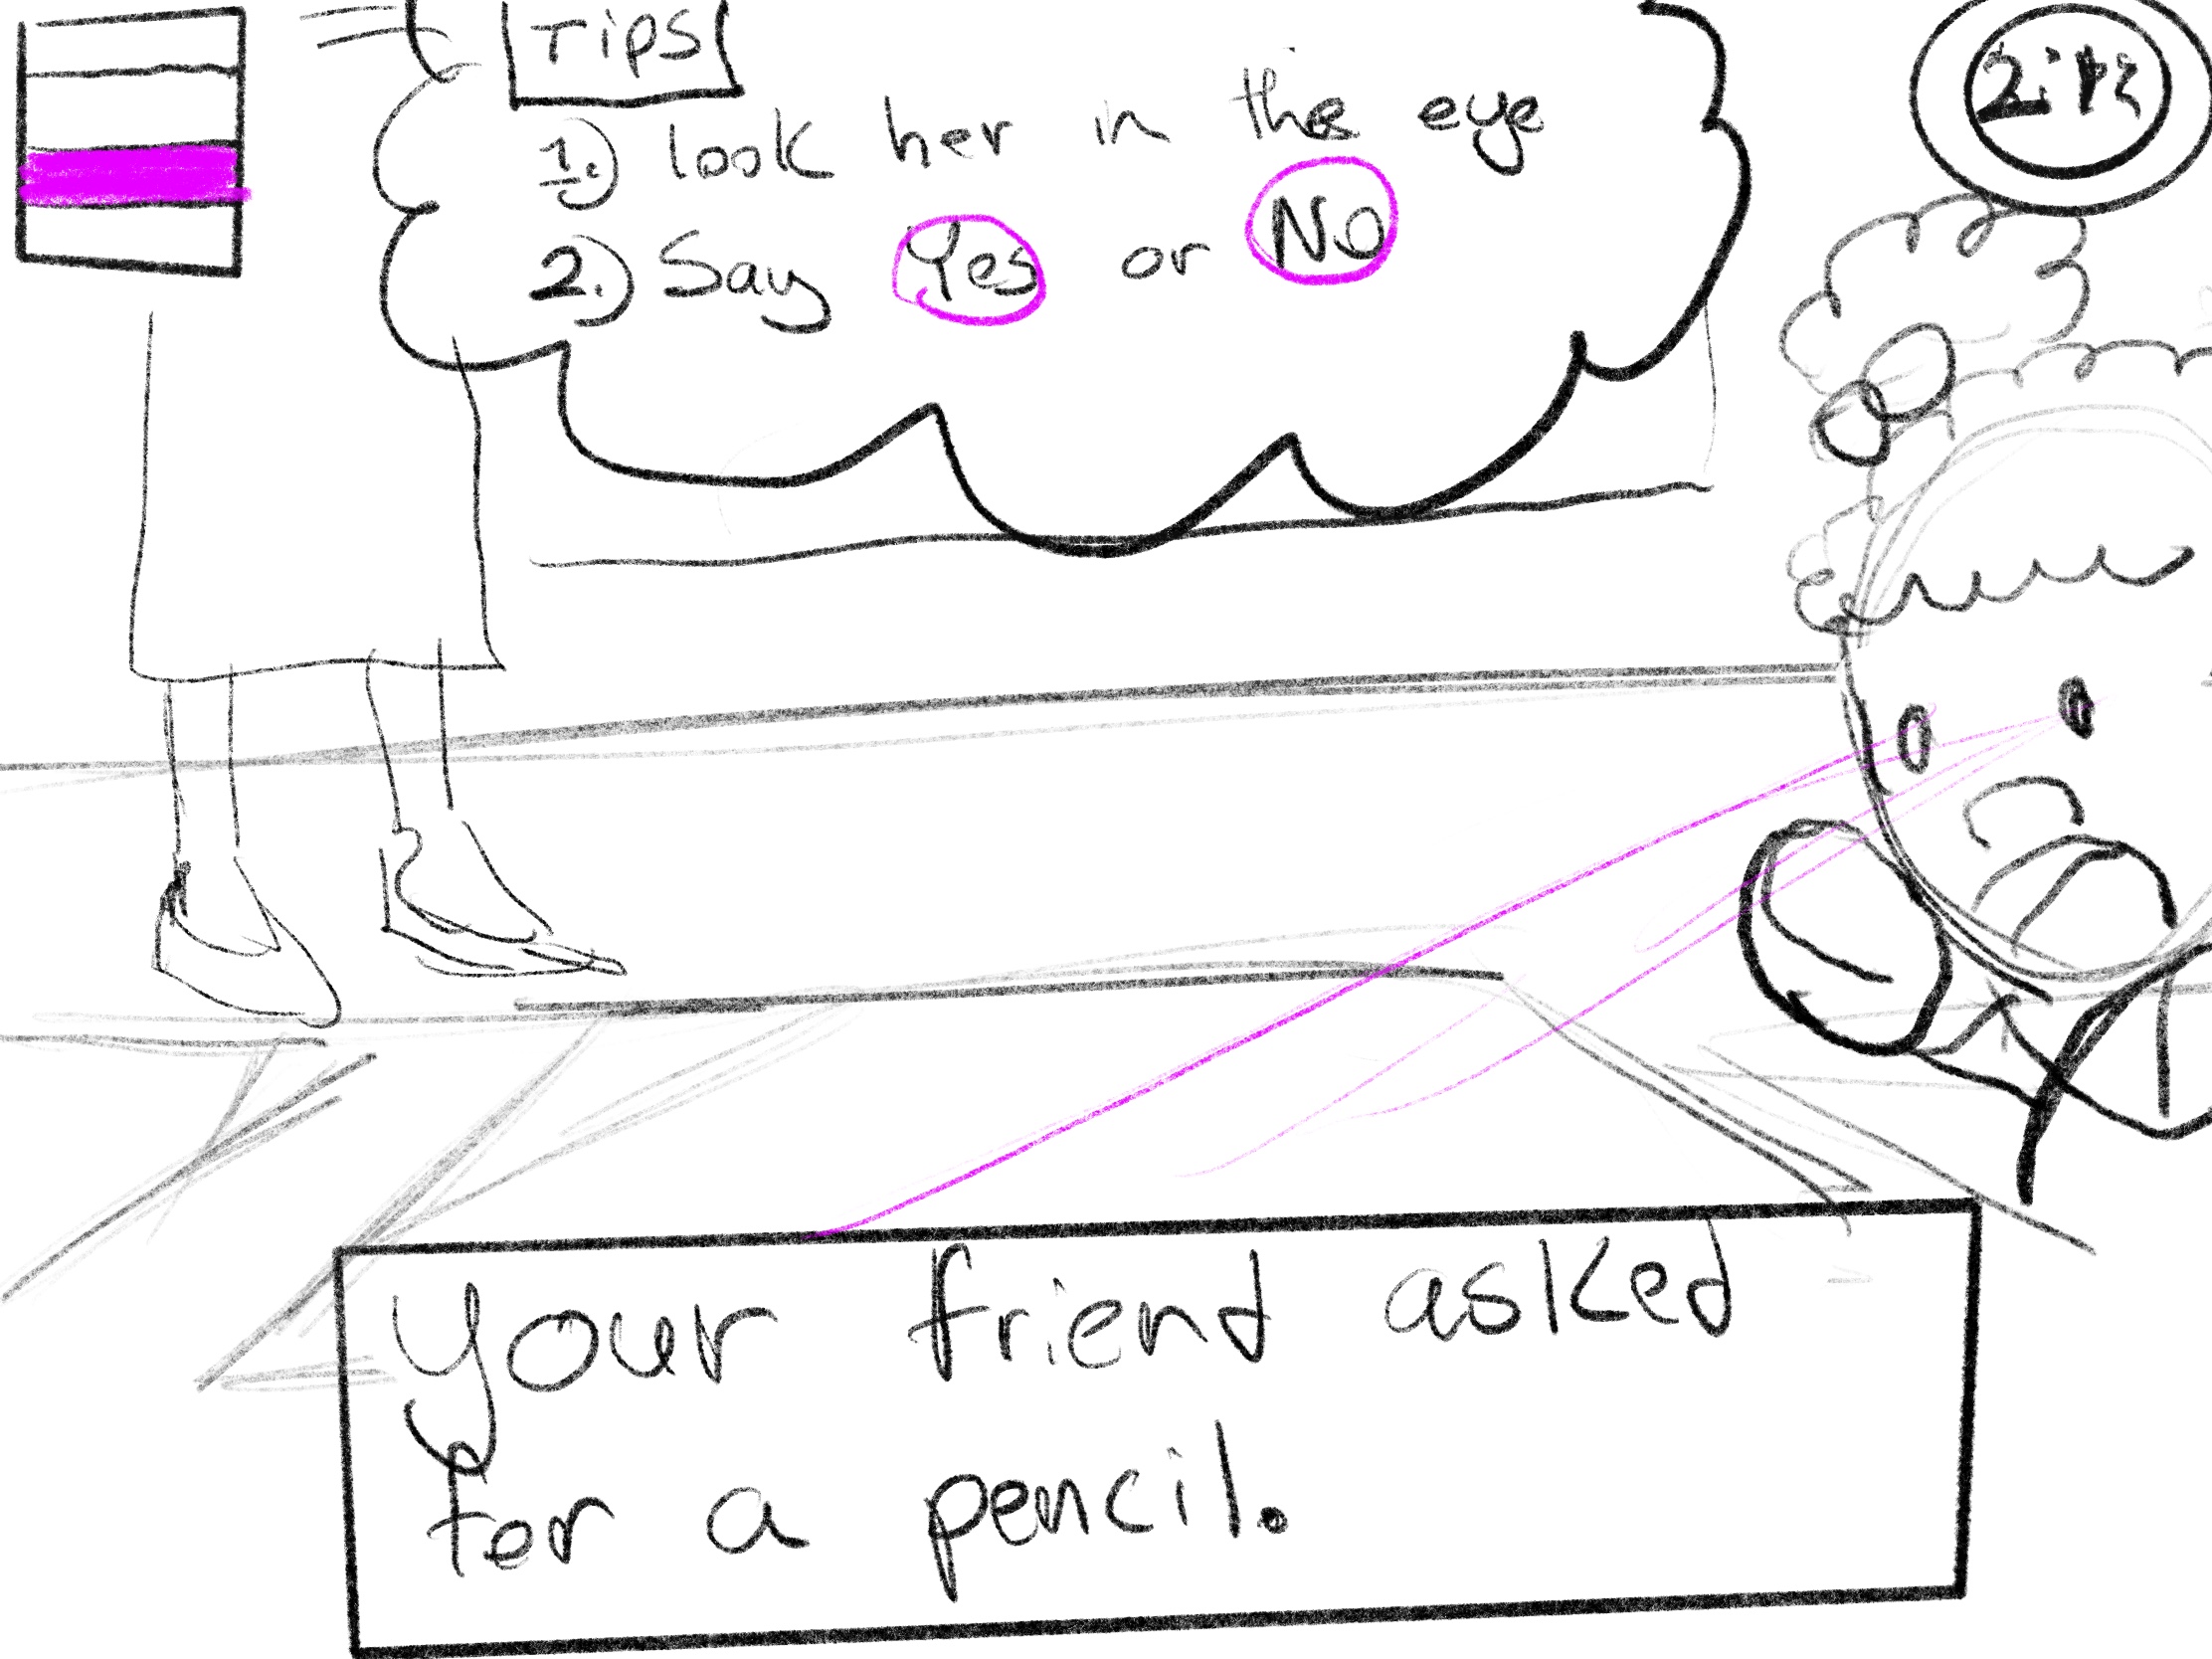 Tips
1. look her in the eye
2. Say Yes or No
Your friend asked
for a pencil.